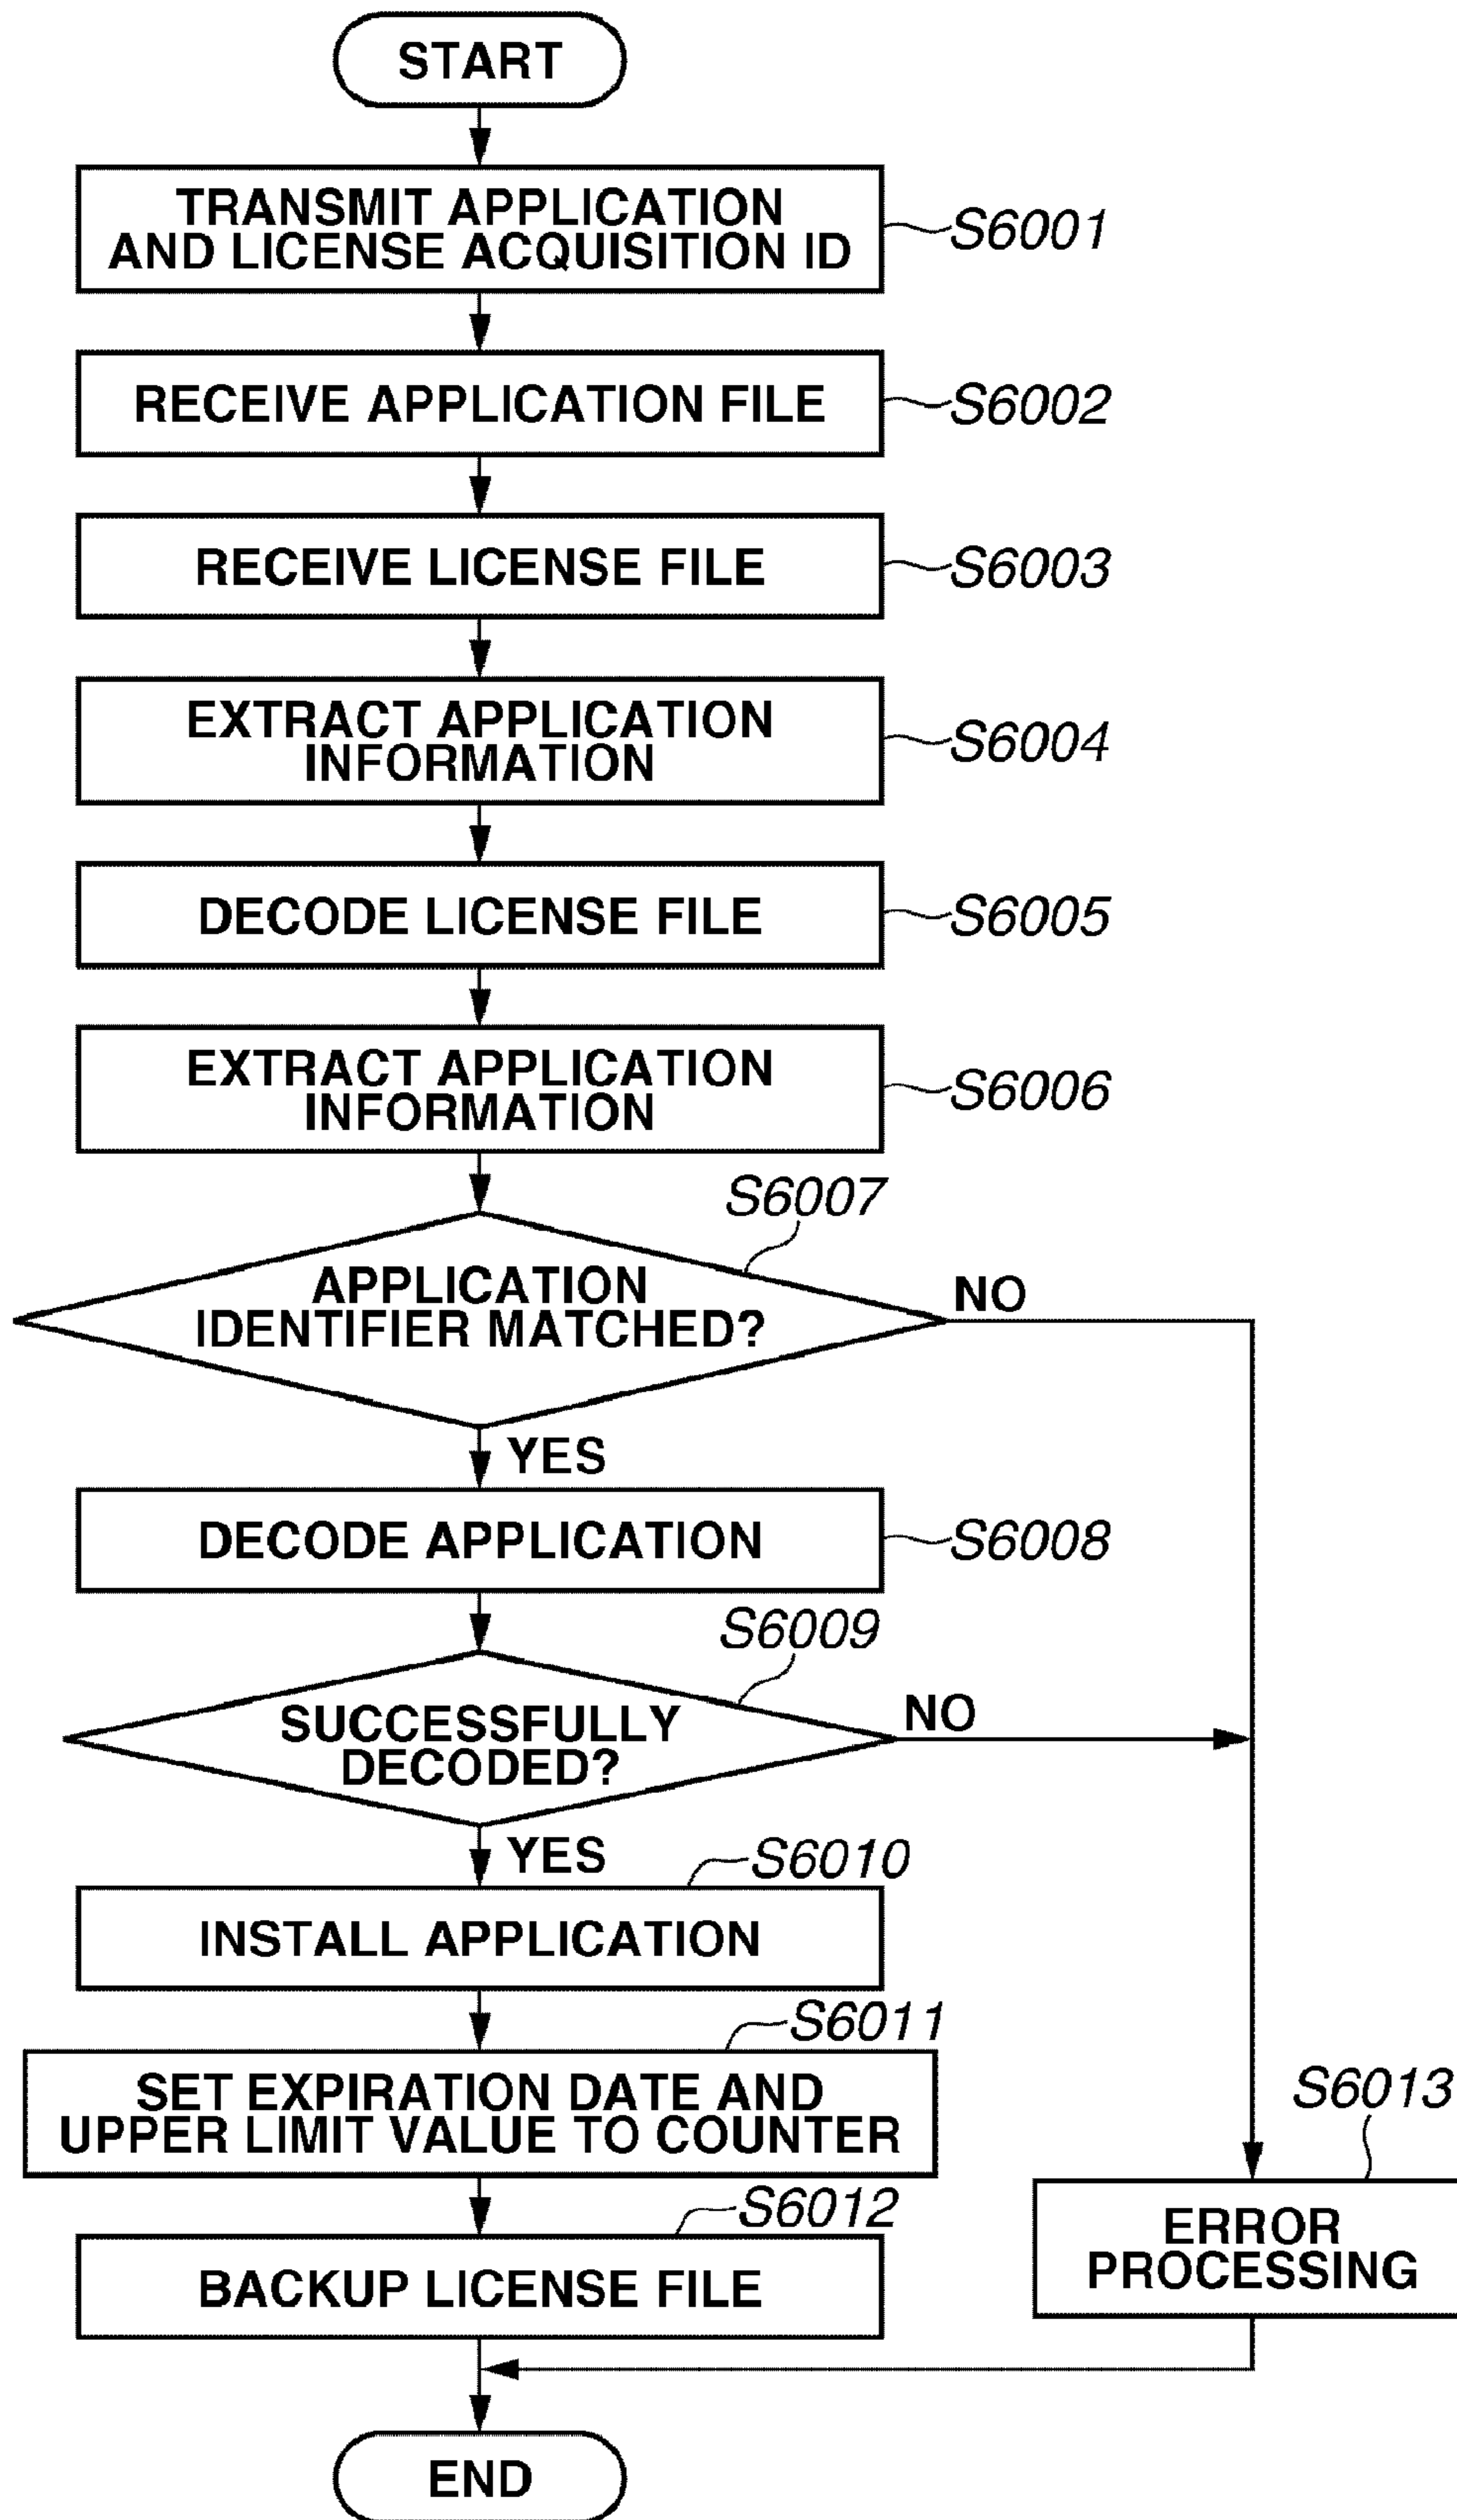 START
TRANSMIT APPLICATION
AND LICENSE ACQUISITION ID
S6001
RECEIVE APPLICATION FILE
S6002
RECEIVE LICENSE FILE
S6003
EXTRACT APPLICATION
INFORMATION
S6004
DECODE LICENSE FILE
S6005
EXTRACT APPLICATION
INFORMATION
S6006
S6007
APPLICATION
IDENTIFIER MATCHED?
NO
YES
DECODE APPLICATION
S6008
S6009
SUCCESSFULLY
DECODED?
NO
YES
S6010
INSTALL APPLICATION
S6011
SET EXPIRATION DATE AND
UPPER LIMIT VALUE TO COUNTER
S6013
ERROR
PROCESSING
S6012
BACKUP LICENSE FILE
END